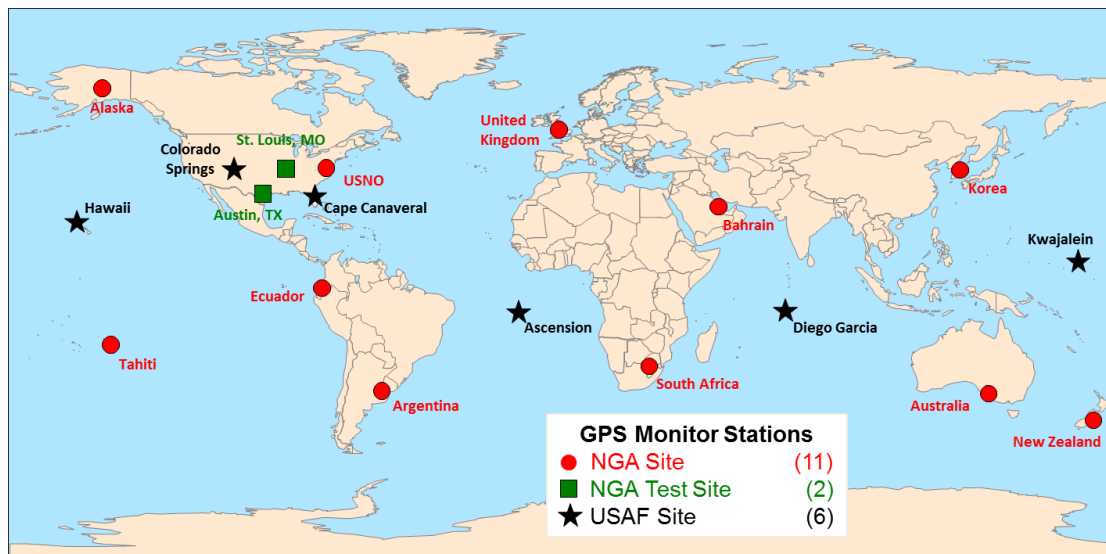 Alaska
United
Kingdom
St. Louis, MO
Colorado
Springs
USNO
Korea
Austin, TX
Cape Canaveral
Hawaii
Bahrain
Kwajalein
Ecuador
Ascension
Diego Garcia
Tahiti
South Africa
Argentina
Australia
New Zealand
GPS Monitor Stations
NGA Site (11)
NGA Test Site (2)
USAF Site (6)